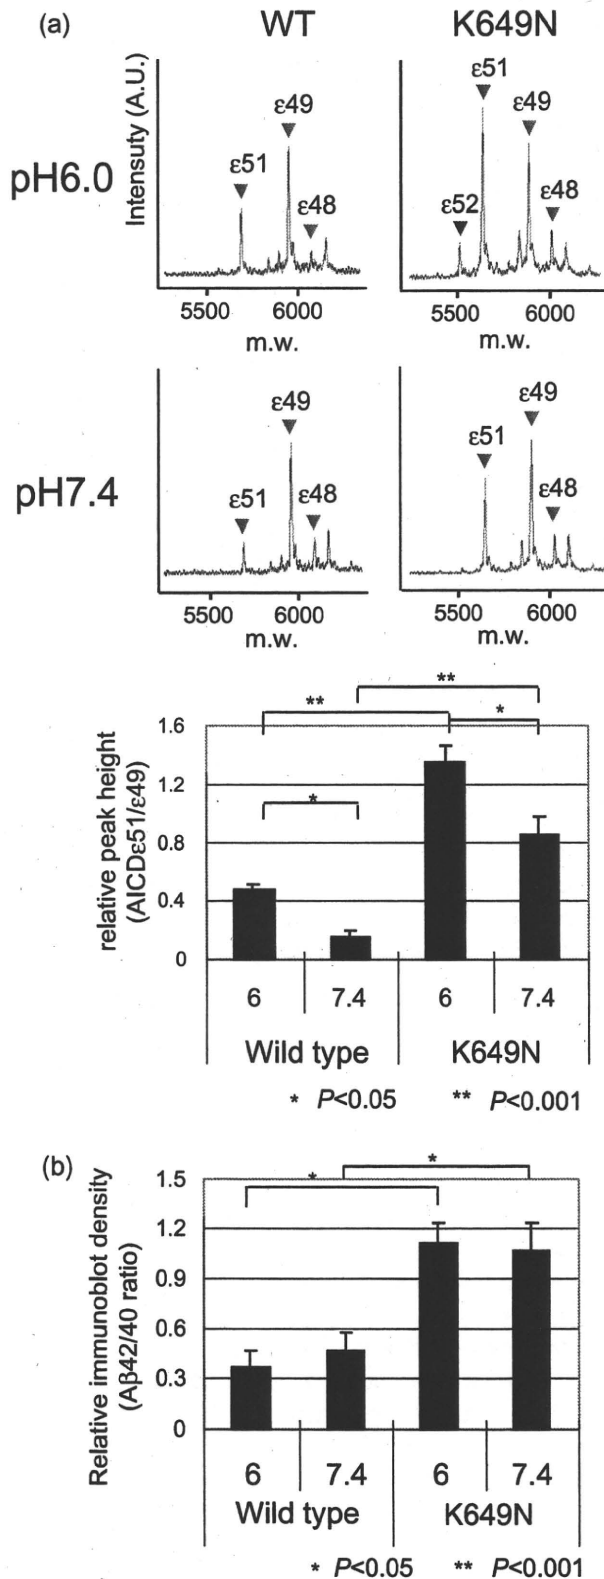 (a) WT K649N
pH6.0
Intensuty (A.U.)
ε51 ε49 ε48
5500 6000
m.w.
ε52 ε51 ε49 ε48
5500 6000
m.w.
pH7.4
ε51 ε49 ε48
5500 6000
m.w.
ε51 ε49 ε48
5500 6000
m.w.
relative peak height
(AICDε51/ε49)
** ** * *
1.6
1.2
0.8
0.4
0
6 7.4 6 7.4
Wild type K649N
* P<0.05 ** P<0.001
(b)
Relative immunoblot density
(Aβ42/40 ratio)
* *
1.5
1.2
0.9
0.6
0.3
0
6 7.4 6 7.4
Wild type K649N
* P<0.05 ** P<0.001